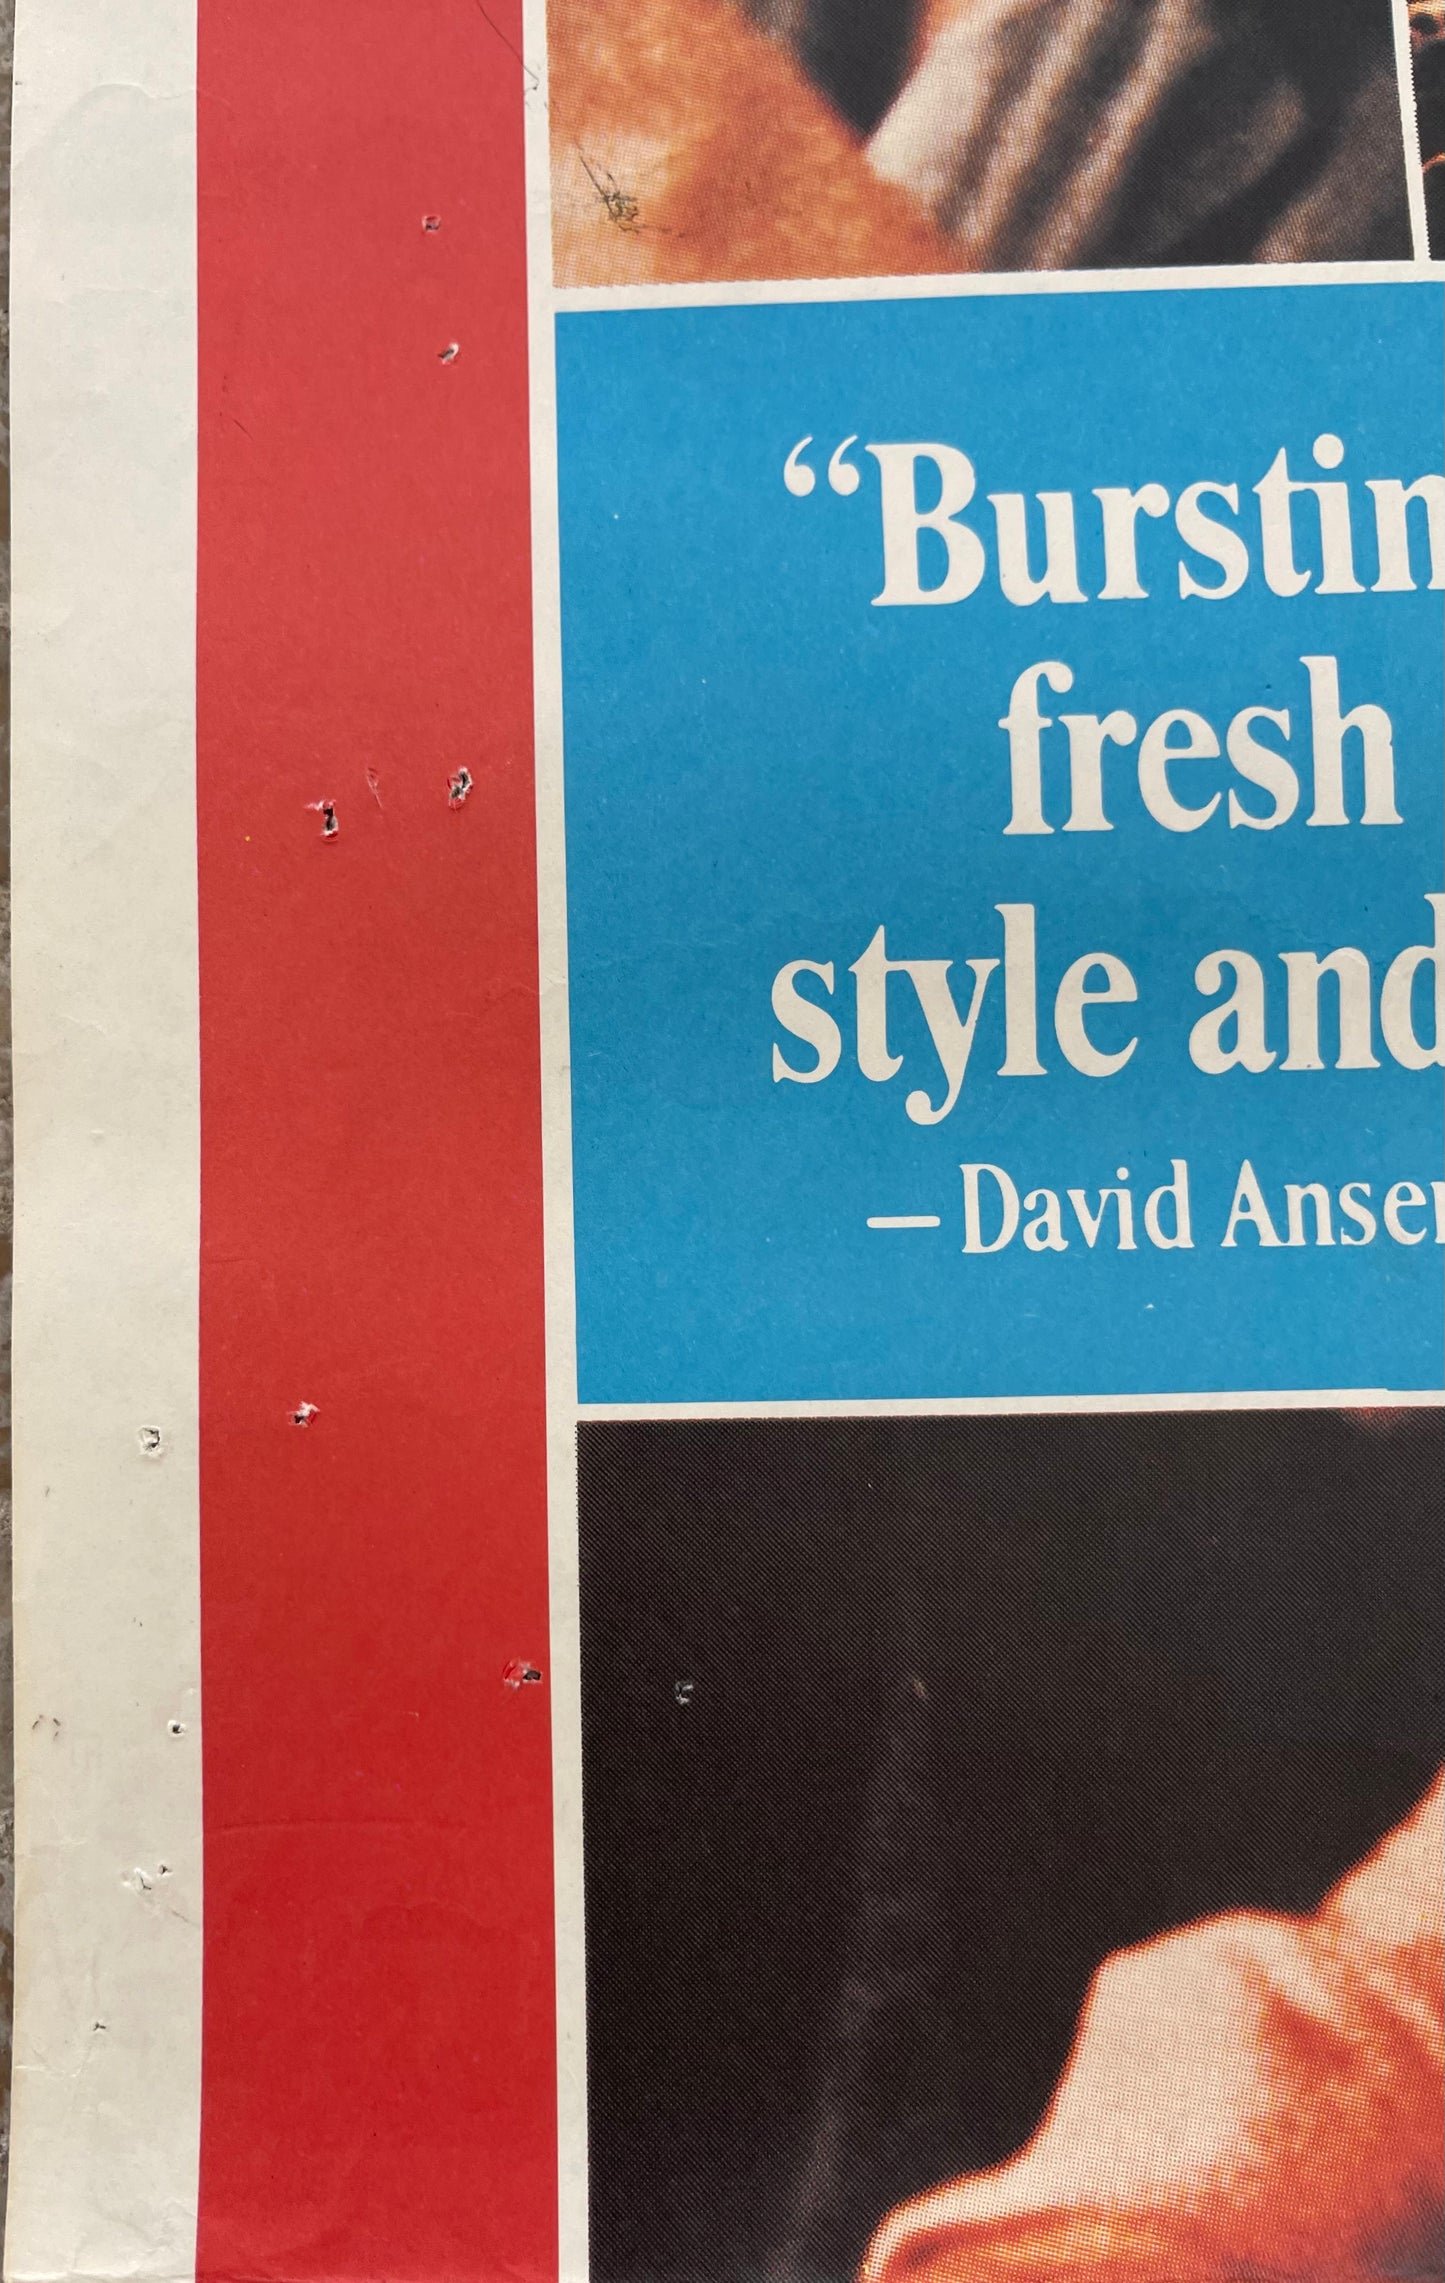 “Burstin
fresh
style and
—David Anse